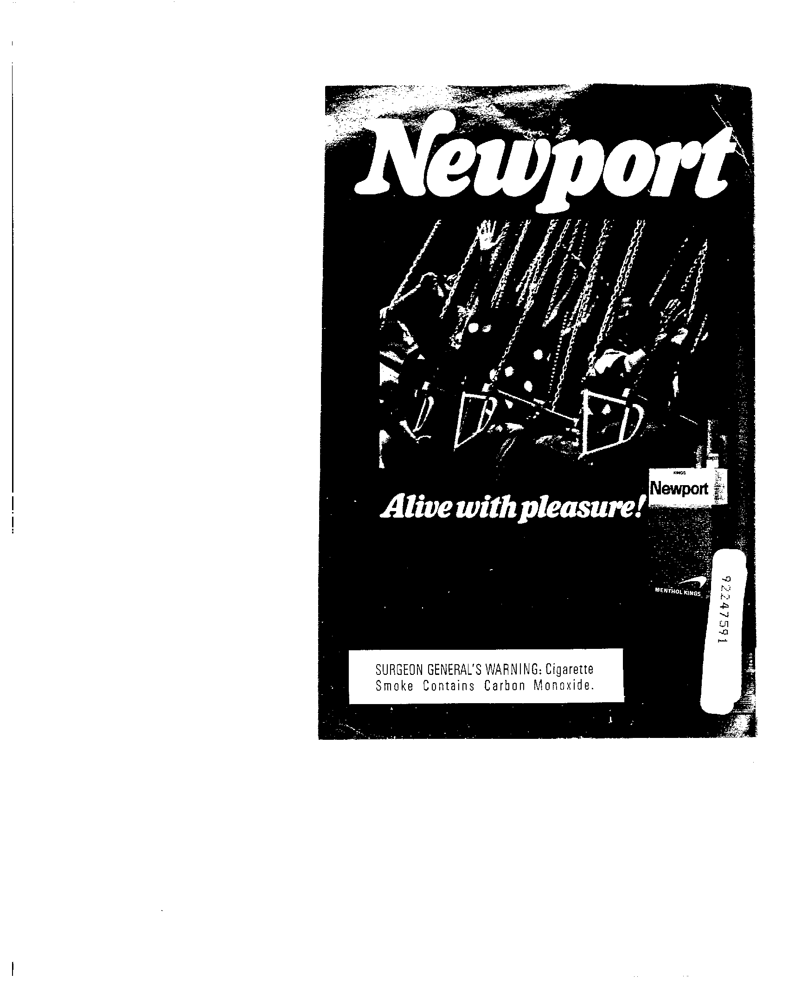 Newport
KINGS
Newport
Alive with pleasure!
MENTHOL KINGS
92247591
SURGEON GENERAL'S WARNING: Cigarette
Smoke Contains Carbon Monoxide.